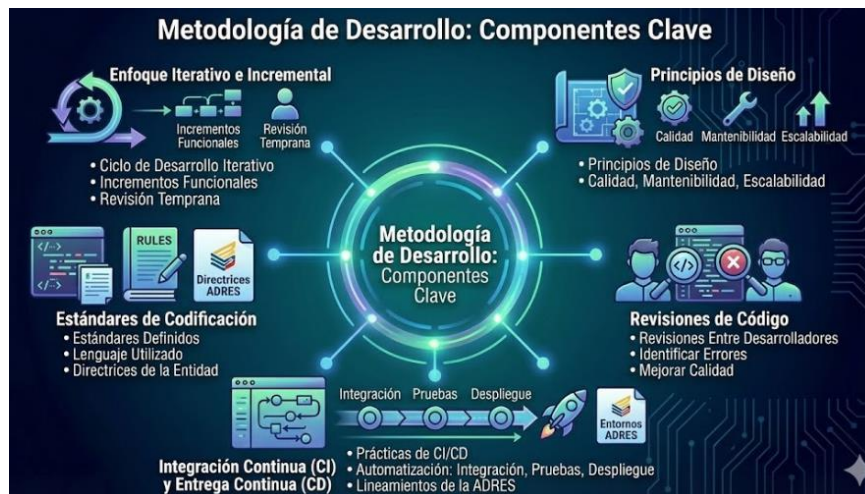 Metodología de Desarrollo: Componentes Clave
Enfoque Iterativo e Incremental
Incrementos
Funcionales
Revisión
Temprana
• Ciclo de Desarrollo Iterativo
• Incrementos Funcionales
• Revisión Temprana
Principios de Diseño
Calidad
Mantenibilidad
Escalabilidad
• Principios de Diseño
• Calidad, Mantenibilidad, Escalabilidad
Metodología
de Desarrollo:
Componentes
Clave
</>
RULES
Directrices
ADRES
Estándares de Codificación
• Estándares Definidos
• Lenguaje Utilizado
• Directrices de la Entidad
</>
Revisiones de Código
• Revisiones Entre Desarrolladores
• Identificar Errores
• Mejorar Calidad
Integración
Pruebas
Despliegue
Entornos
ADRES
Integración Continua (CI)
y Entrega Continua (CD)
• Prácticas de CI/CD
• Automatización: Integración, Pruebas, Despliegue
• Lineamientos de la ADRES